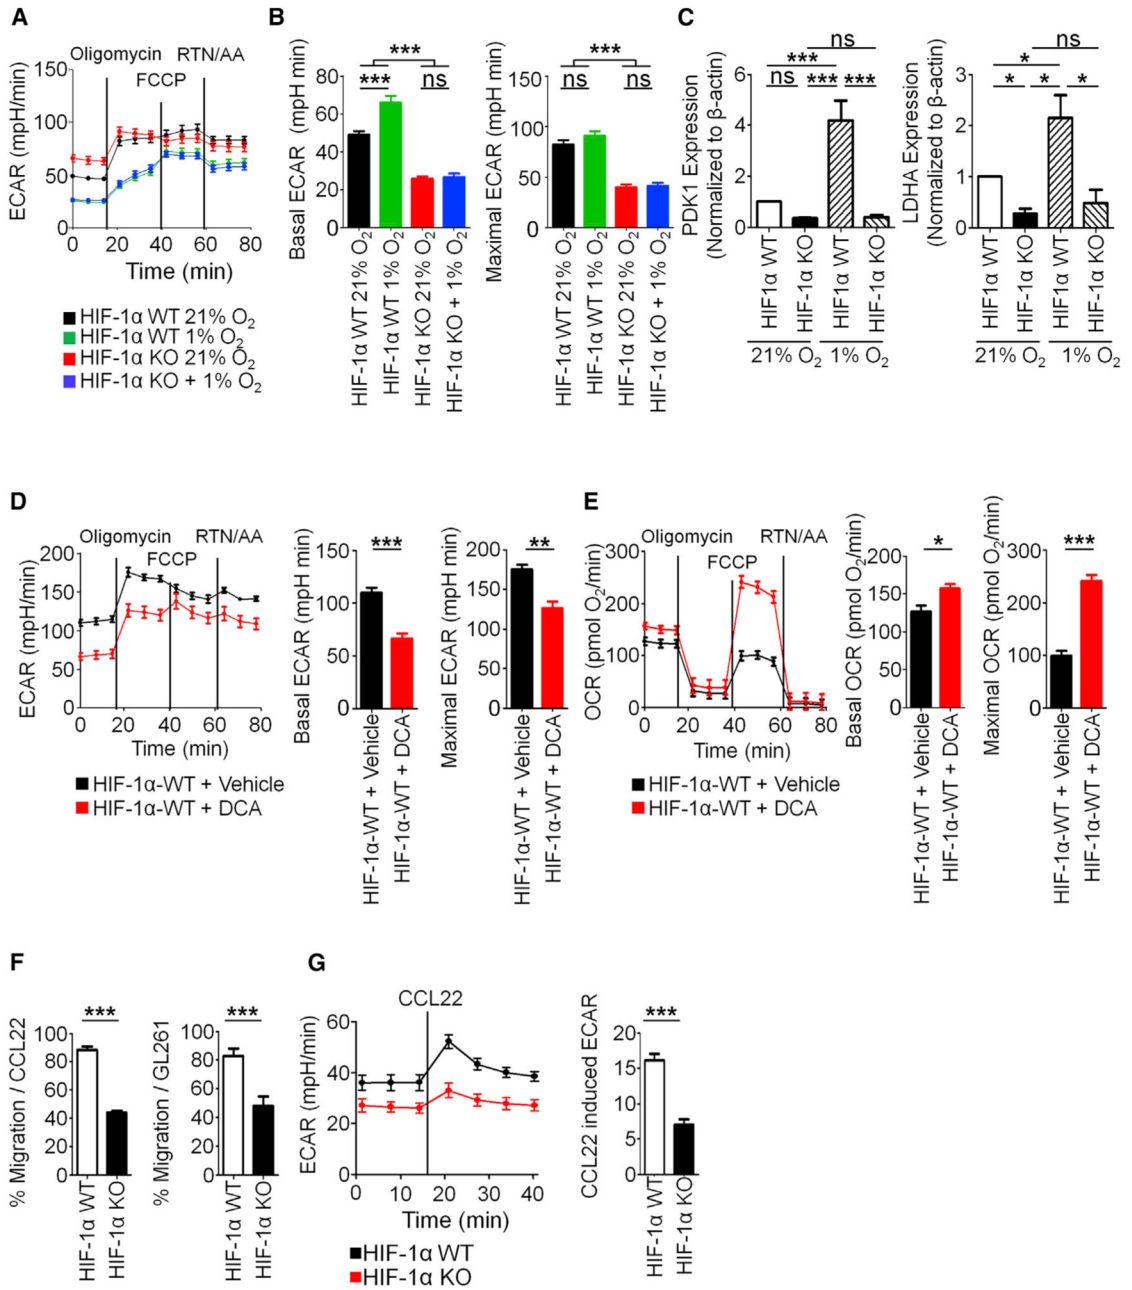 A
Oligomycin RTN/AA
FCCP
ECAR (mpH/min)
150
100
50
0
0 20 40 60 80
Time (min)
HIF-1α WT 21% O2
HIF-1α WT 1% O2
HIF-1α KO 21% O2
HIF-1α KO + 1% O2
B
Basal ECAR (mpH min)
80
60
40
20
0
***
***
ns
HIF-1α WT 21% O2
HIF-1α WT 1% O2
HIF-1α KO 21% O2
HIF-1α KO + 1% O2
Maximal ECAR (mpH min)
150
100
50
0
***
ns ns
HIF-1α WT 21% O2
HIF-1α WT 1% O2
HIF-1α KO 21% O2
HIF-1α KO + 1% O2
C
PDK1 Expression
(Normalized to β-actin)
6
4
2
0
ns
***
ns *** ***
HIF1α WT
HIF1α KO
HIF1α WT
HIF1α KO
21% O2 1% O2
LDHA Expression
(Normalized to β-actin)
3
2
1
0
ns
*
* * *
HIF1α WT
HIF1α KO
HIF1α WT
HIF1α KO
21% O2 1% O2
D
Oligomycin RTN/AA
FCCP
ECAR (mpH/min)
200
150
100
50
0
0 20 40 60 80
Time (min)
HIF-1α-WT + Vehicle
HIF-1α-WT + DCA
Basal ECAR (mpH min)
150
100
50
0
***
HIF-1α-WT + Vehicle
HIF-1α-WT + DCA
Maximal ECAR (mpH min)
200
150
100
50
0
**
HIF-1α-WT + Vehicle
HIF-1α-WT + DCA
E
Oligomycin RTN/AA
FCCP
OCR (pmol O2/min)
300
200
100
0
0 20 40 60 80
Time (min)
HIF-1α-WT + Vehicle
HIF-1α-WT + DCA
Basal OCR (pmol O2/min)
200
150
100
50
0
*
HIF-1α-WT + Vehicle
HIF-1α-WT + DCA
Maximal OCR (pmol O2/min)
300
200
100
0
***
HIF-1α-WT + Vehicle
HIF-1α-WT + DCA
F
% Migration / CCL22
100
80
60
40
20
0
***
HIF-1α WT
HIF-1α KO
% Migration / GL261
100
80
60
40
20
0
***
HIF-1α WT
HIF-1α KO
G
CCL22
ECAR (mpH/min)
60
40
20
0
0 10 20 30 40
Time (min)
HIF-1α WT
HIF-1α KO
CCL22 induced ECAR
20
15
10
5
0
***
HIF-1α WT
HIF-1α KO